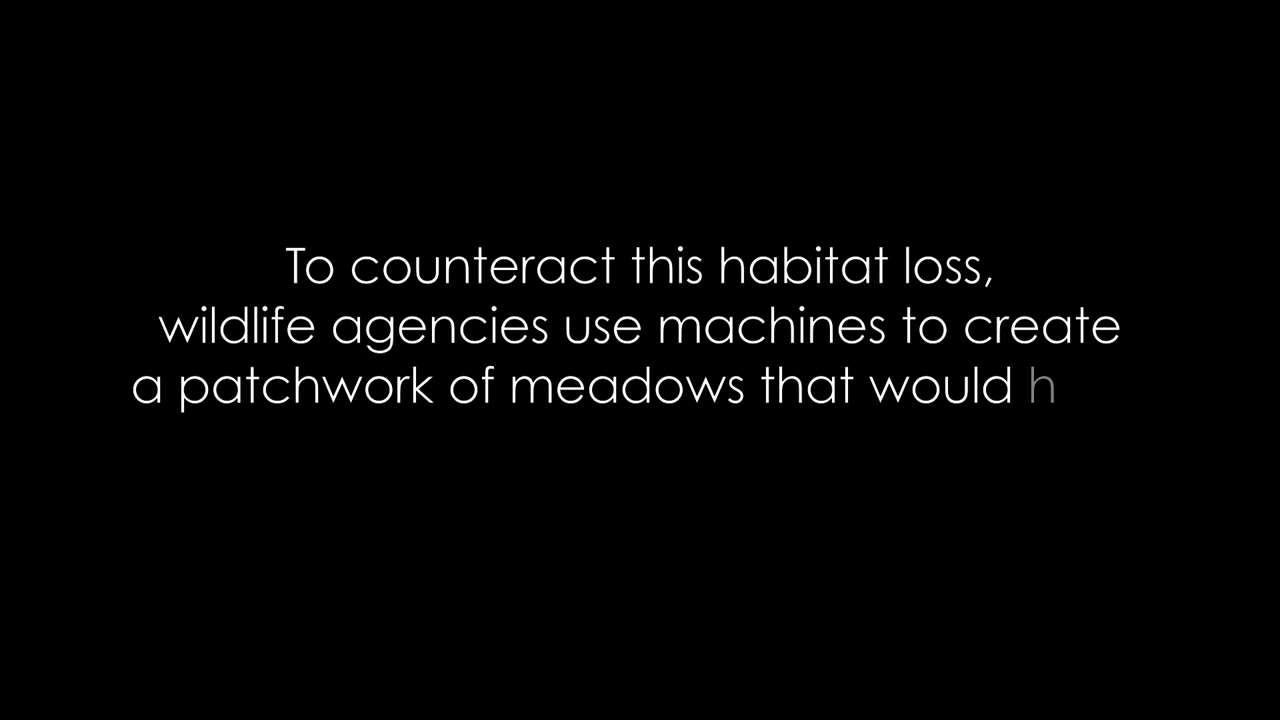 To counteract this habitat loss,
wildlife agencies use machines to create
a patchwork of meadows that would h